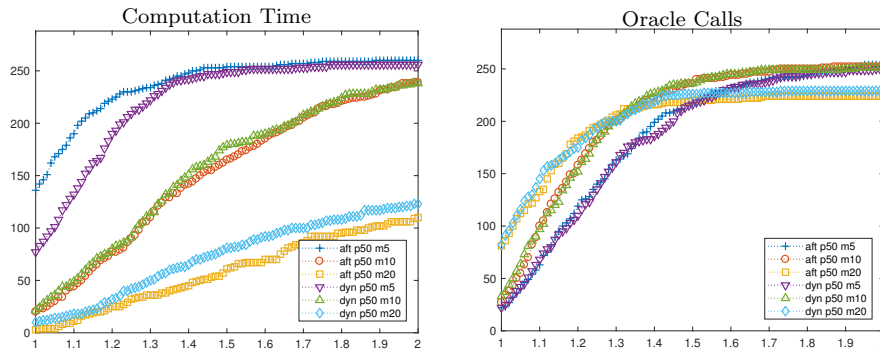 Computation Time
250
200
150
100
50
0
1
1.1
1.2
1.3
1.4
1.5
1.6
1.7
1.8
1.9
2
aft p50 m5
aft p50 m10
aft p50 m20
dyn p50 m5
dyn p50 m10
dyn p50 m20
Oracle Calls
250
200
150
100
50
0
1
1.1
1.2
1.3
1.4
1.5
1.6
1.7
1.8
1.9
aft p50 m5
aft p50 m10
aft p50 m20
dyn p50 m5
dyn p50 m10
dyn p50 m20